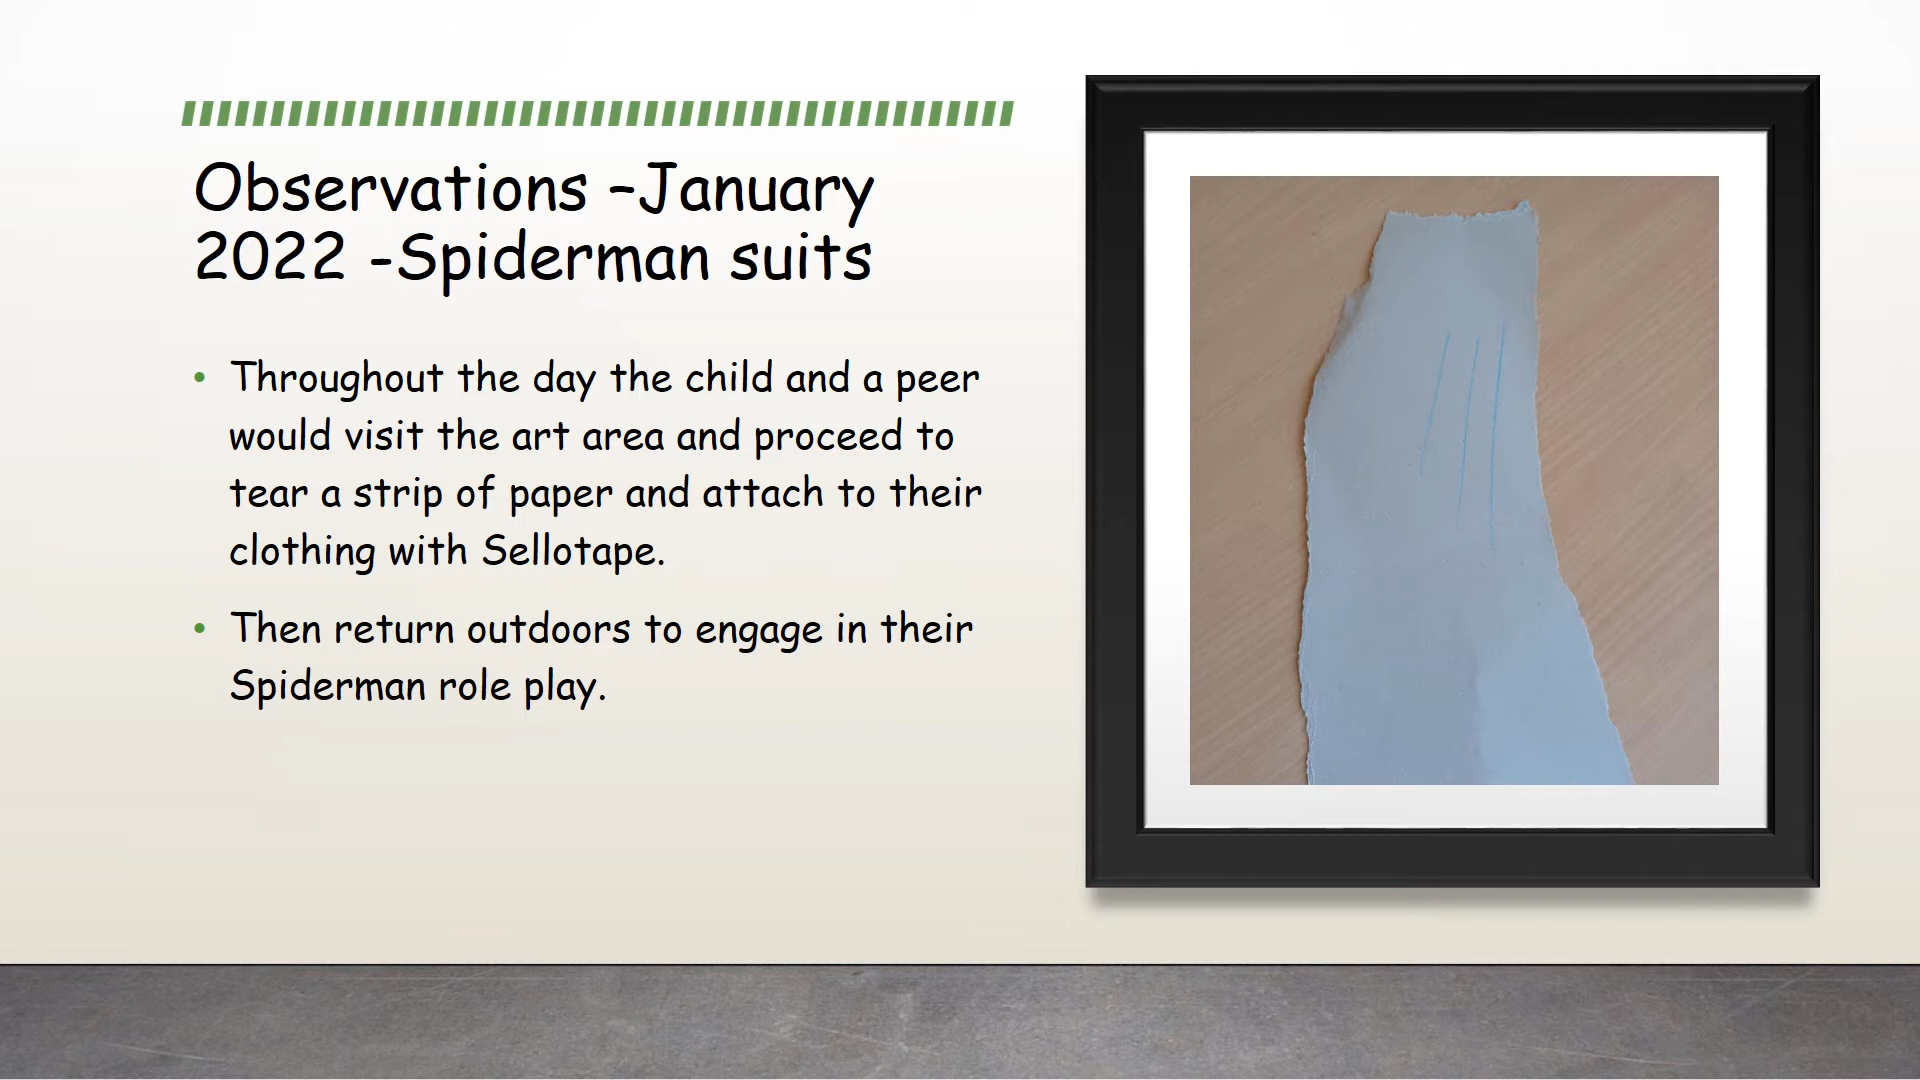 Observations –January
2022 -Spiderman suits
• Throughout the day the child and a peer
would visit the art area and proceed to
tear a strip of paper and attach to their
clothing with Sellotape.
• Then return outdoors to engage in their
Spiderman role play.